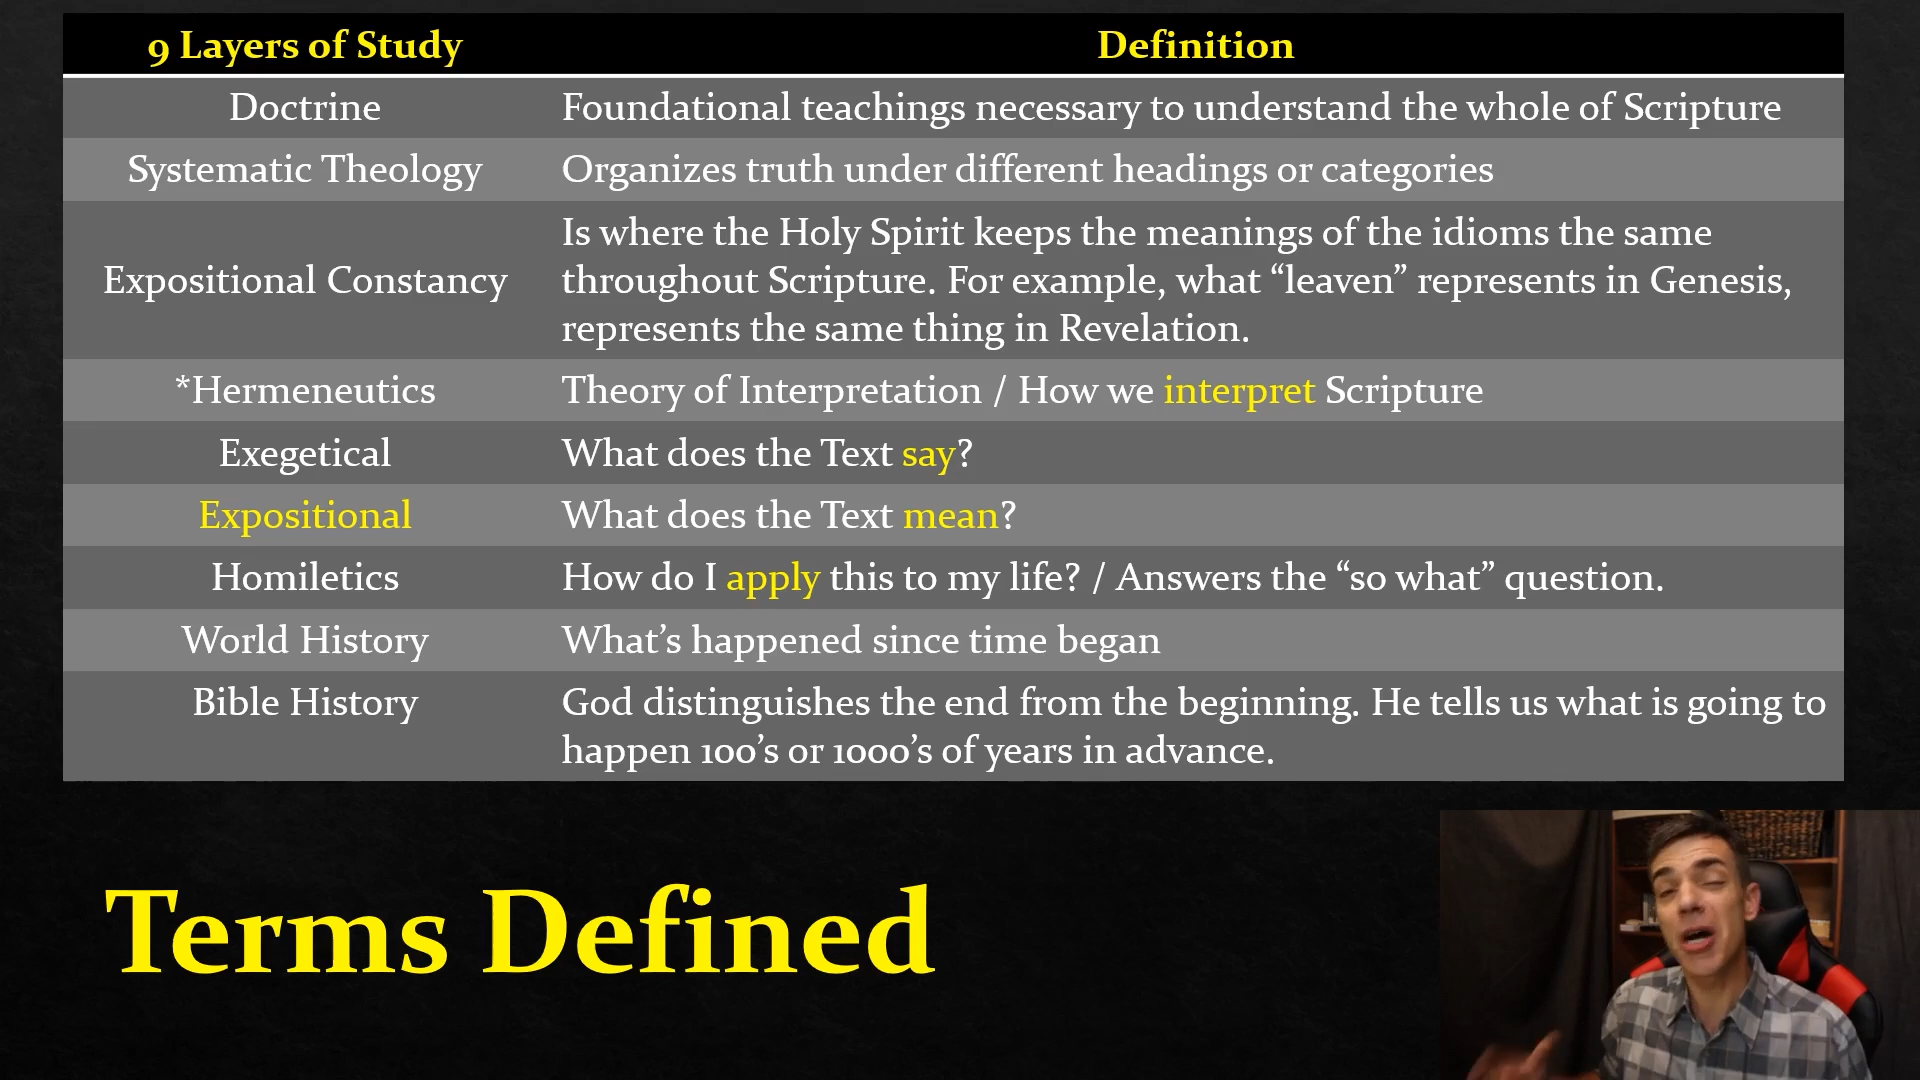 9 Layers of Study Definition
Doctrine Foundational teachings necessary to understand the whole of Scripture
Systematic Theology Organizes truth under different headings or categories
Expositional Constancy Is where the Holy Spirit keeps the meanings of the idioms the same
throughout Scripture. For example, what “leaven” represents in Genesis,
represents the same thing in Revelation.
*Hermeneutics Theory of Interpretation / How we interpret Scripture
Exegetical What does the Text say?
Expositional What does the Text mean?
Homiletics How do I apply this to my life? / Answers the “so what” question.
World History What’s happened since time began
Bible History God distinguishes the end from the beginning. He tells us what is going to
happen 100’s or 1000’s of years in advance.
Terms Defined